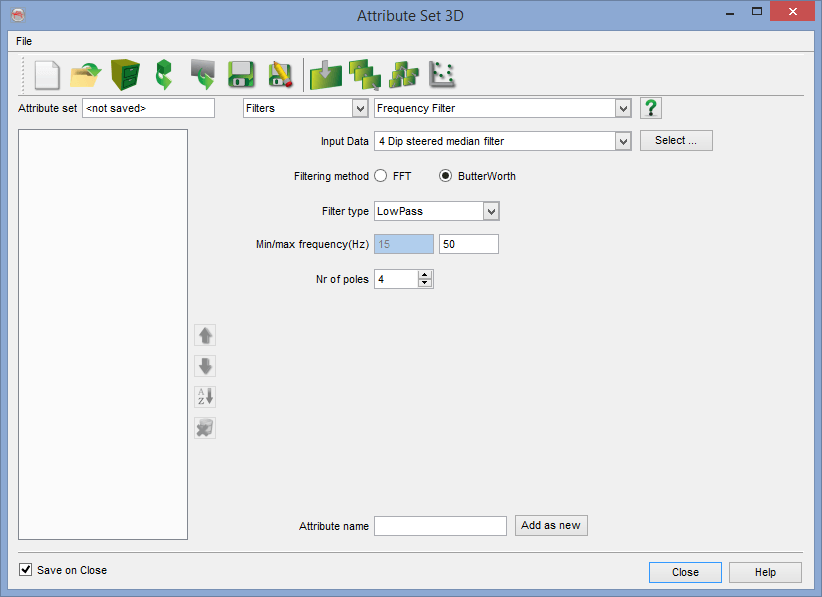 Attribute Set 3D
File
Attribute set <not saved> Filters Frequency Filter ?
Input Data 4 Dip steered median filter Select ...
Filtering method FFT ButterWorth
Filter type LowPass
Min/max frequency(Hz) 15 50
Nr of poles 4
A
Z
Attribute name Add as new
Save on Close Close Help